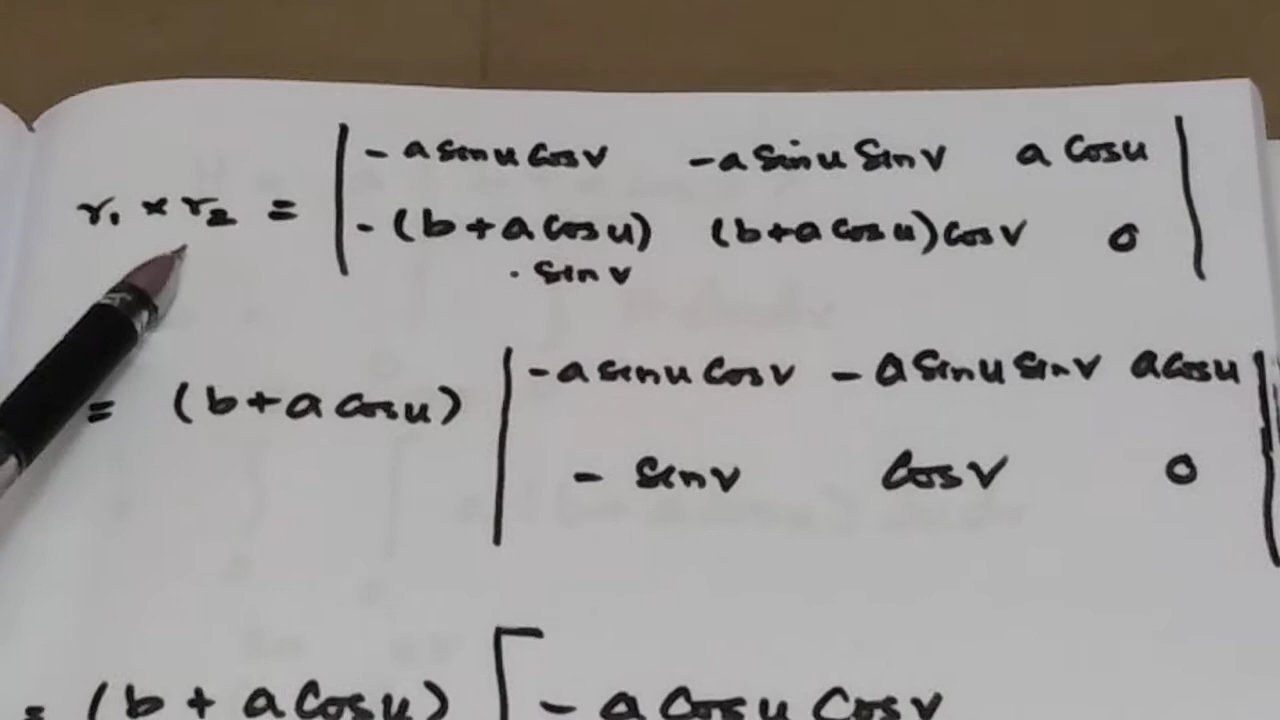 r₁ × r₂ = | - a sin u cos v   - a sin u sin v   a cos u |
| - (b + a cos u)   (b + a cos u) cos v   0 |
· sin v
= (b + a cos u) | - a sin u cos v   - a sin u sin v   a cos u |
| - sin v   cos v   0 |
= (b + a cos u) [ - a cos u cos v